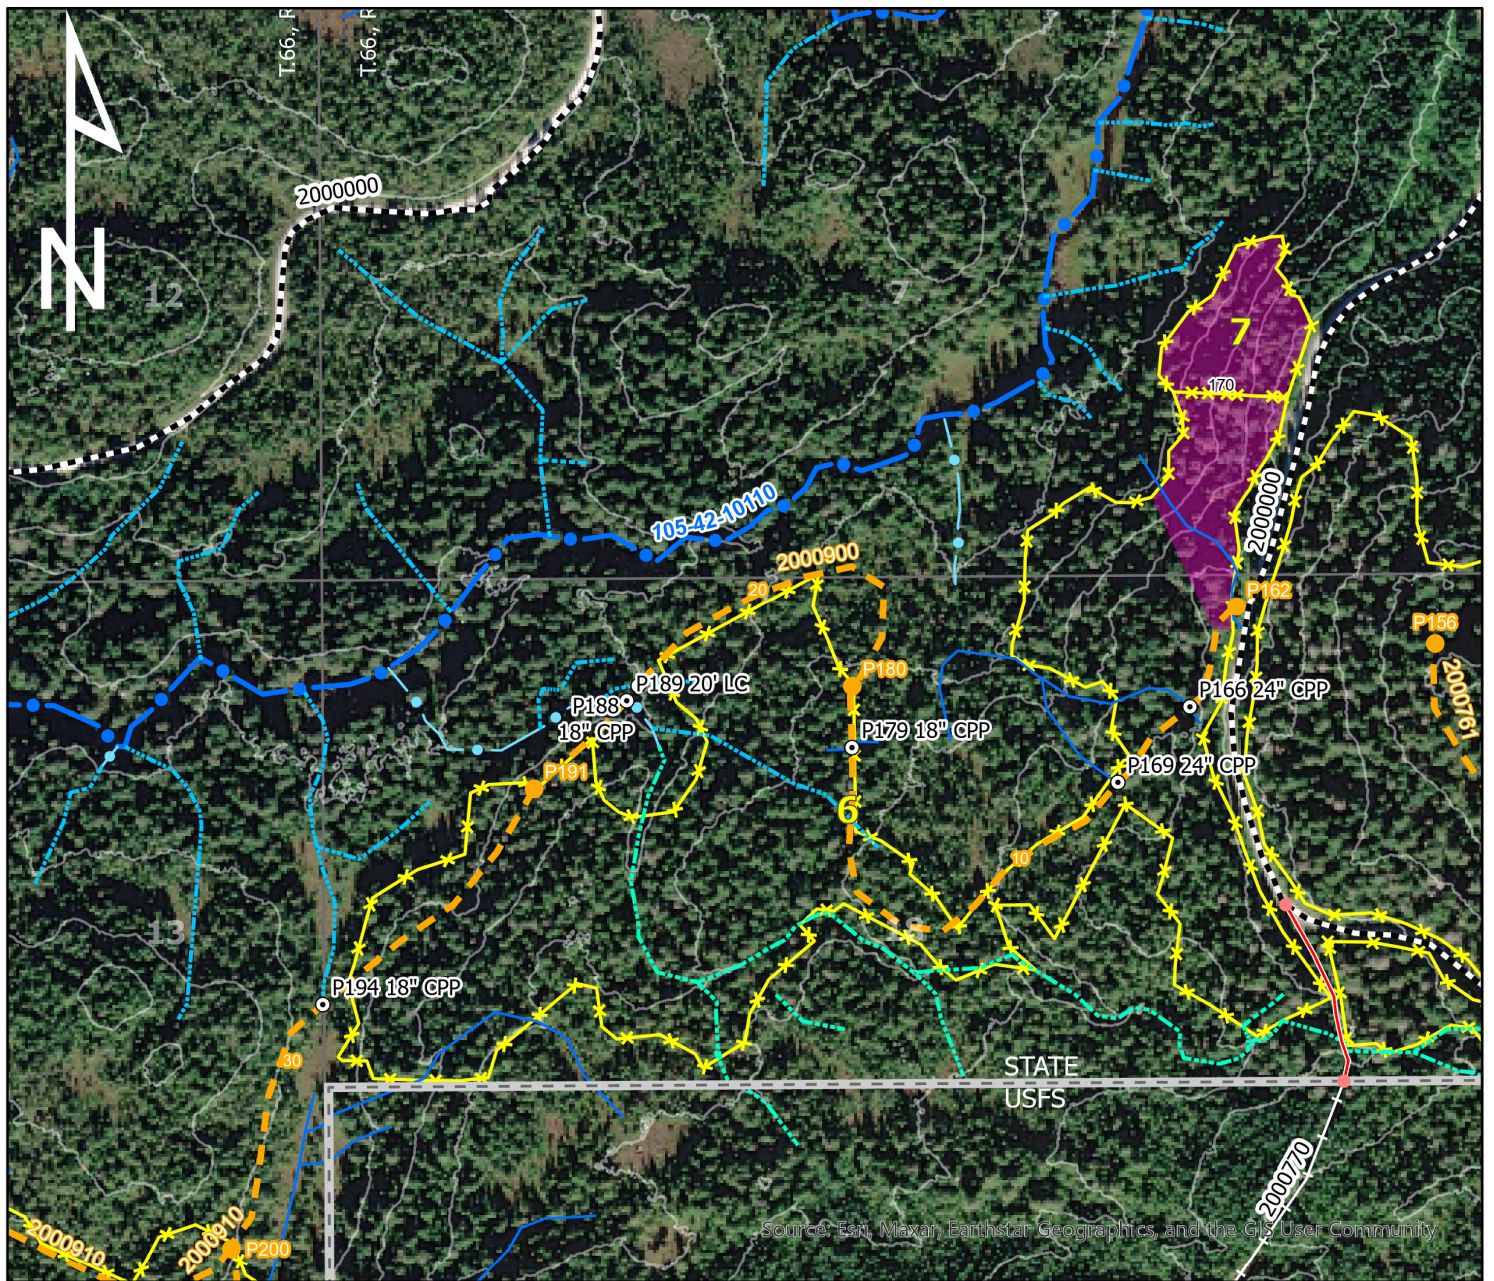 T.66., R
T.66., R
2000000
N
12
7
7
170
105-42-10110
2000000
2000900
20
P162
P156
P180
P189 20' LC
P188
18" CPP
P166 24" CPP
2000761
P179 18" CPP
P169 24" CPP
P191
6
10
13
8
P194 18" CPP
30
STATE
USFS
2000770
2000910
2000910
P200
Source: Esri, Maxar, Earthstar Geographics, and the GIS User Community